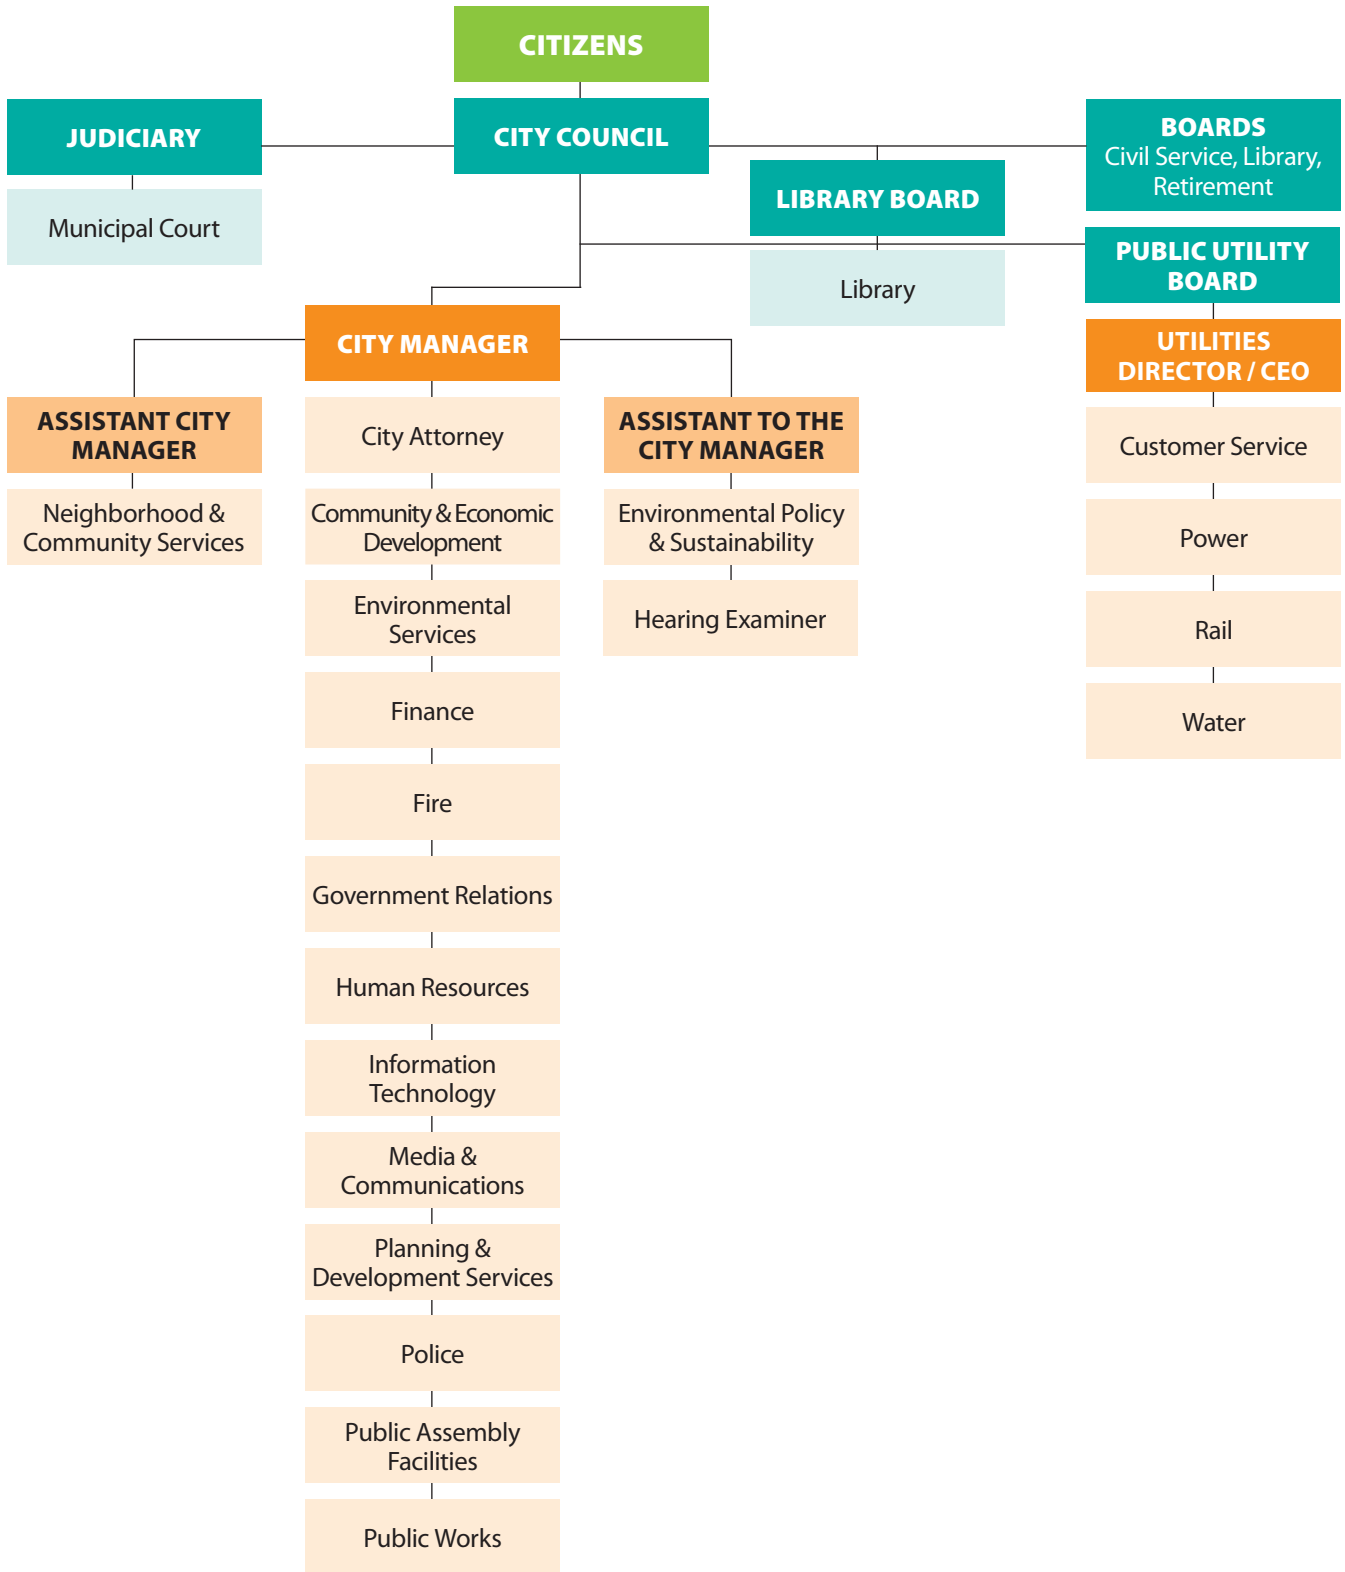 CITIZENS
JUDICIARY
CITY COUNCIL
BOARDS
Civil Service, Library,
Retirement
Municipal Court
LIBRARY BOARD
Library
PUBLIC UTILITY
BOARD
CITY MANAGER
UTILITIES
DIRECTOR / CEO
ASSISTANT CITY
MANAGER
Neighborhood &
Community Services
City Attorney
Community & Economic
Development
Environmental
Services
Finance
Fire
Government Relations
Human Resources
Information
Technology
Media &
Communications
Planning &
Development Services
Police
Public Assembly
Facilities
Public Works
ASSISTANT TO THE
CITY MANAGER
Environmental Policy
& Sustainability
Hearing Examiner
Customer Service
Power
Rail
Water